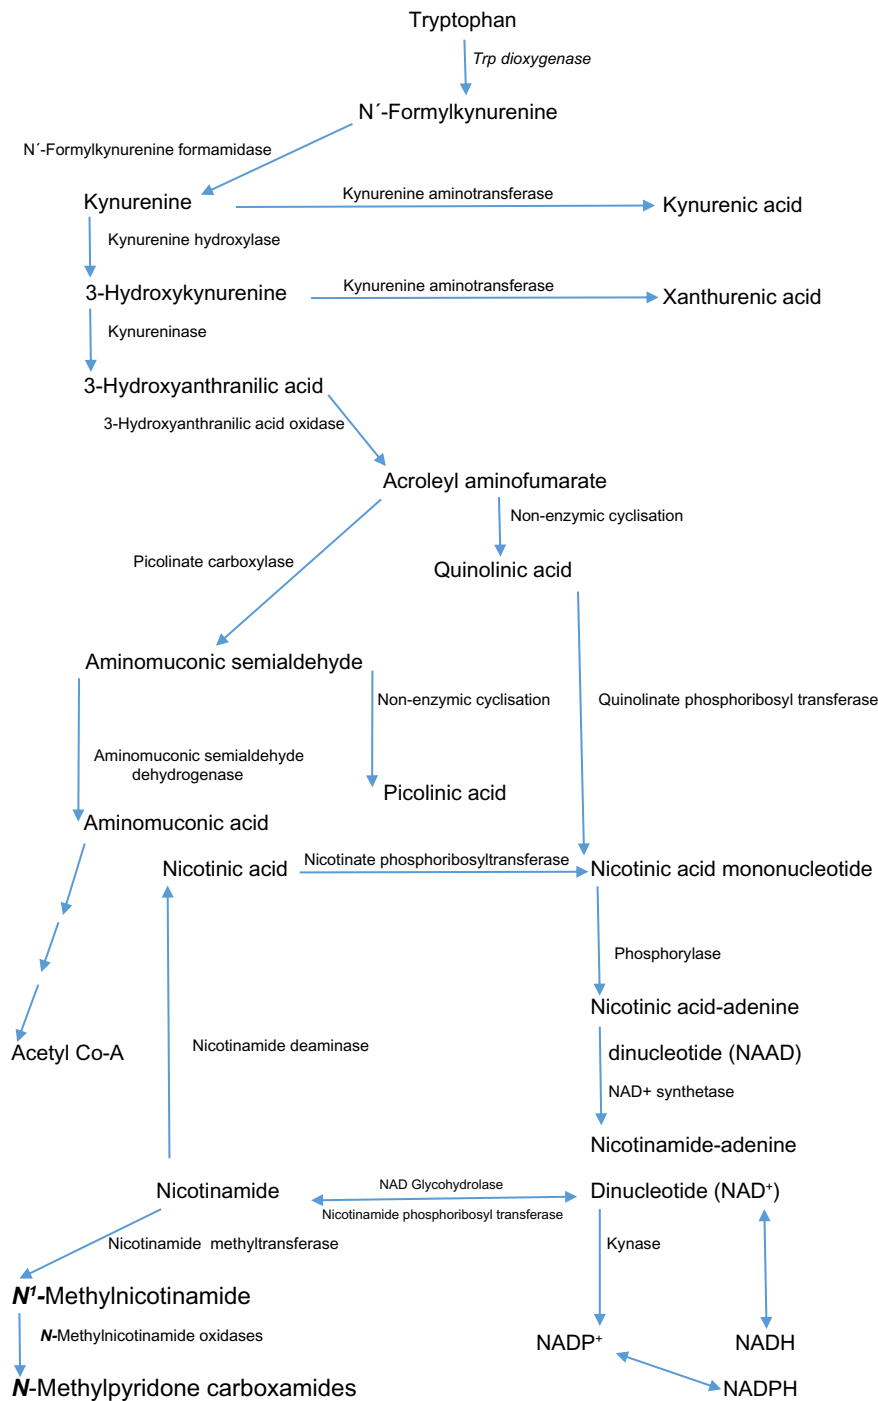 Tryptophan
Trp dioxygenase
N´-Formylkynurenine
N´-Formylkynurenine formamidase
Kynurenine
Kynurenine aminotransferase
Kynurenic acid
Kynurenine hydroxylase
3-Hydroxykynurenine
Kynurenine aminotransferase
Xanthurenic acid
Kynureninase
3-Hydroxyanthranilic acid
3-Hydroxyanthranilic acid oxidase
Acroleyl aminofumarate
Non-enzymic cyclisation
Picolinate carboxylase
Quinolinic acid
Aminomuconic semialdehyde
Non-enzymic cyclisation
Quinolinate phosphoribosyl transferase
Aminomuconic semialdehyde
dehydrogenase
Picolinic acid
Aminomuconic acid
Nicotinic acid
Nicotinate phosphoribosyltransferase
Nicotinic acid mononucleotide
Phosphorylase
Nicotinic acid-adenine
Acetyl Co-A
Nicotinamide deaminase
dinucleotide (NAAD)
NAD+ synthetase
Nicotinamide-adenine
Nicotinamide
NAD Glycohydrolase
Dinucleotide (NAD⁺)
Nicotinamide phosphoribosyl transferase
Nicotinamide methyltransferase
Kynase
N¹-Methylnicotinamide
N-Methylnicotinamide oxidases
NADP⁺
NADH
N-Methylpyridone carboxamides
NADPH